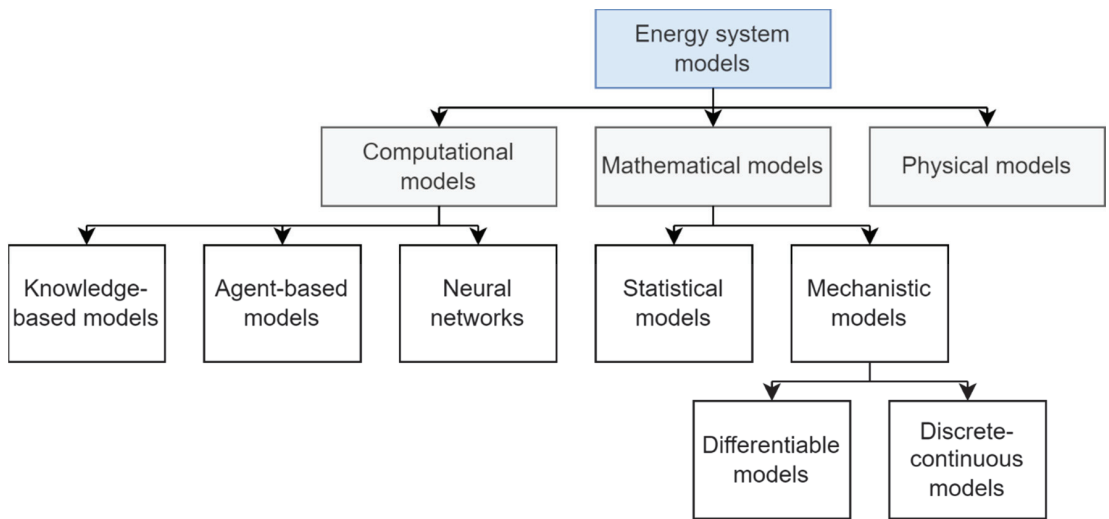 Energy system
models
Computational
models
Mathematical models
Physical models
Knowledge-
based models
Agent-based
models
Neural
networks
Statistical
models
Mechanistic
models
Differentiable
models
Discrete-
continuous
models